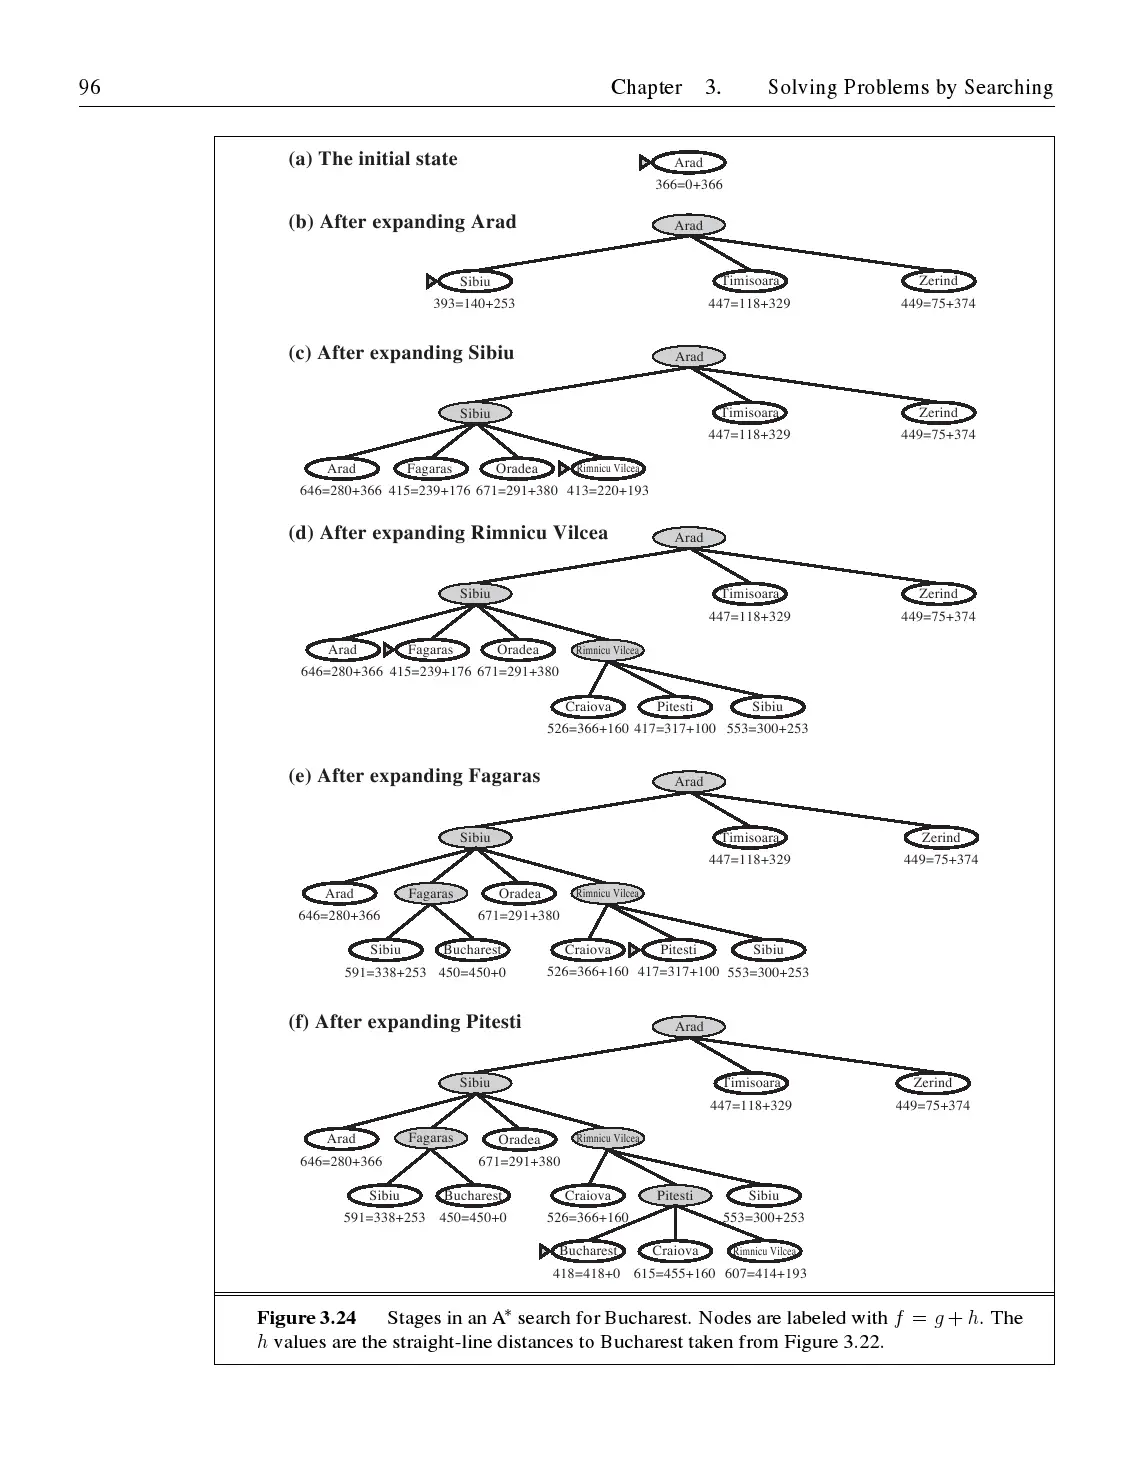 96 Chapter 3. Solving Problems by Searching
(a) The initial state
Arad
366=0+366
(b) After expanding Arad
Arad
Sibiu Timisoara Zerind
393=140+253 447=118+329 449=75+374
(c) After expanding Sibiu
Arad
Sibiu Timisoara Zerind
447=118+329 449=75+374
Arad Fagaras Oradea Rimnicu Vilcea
646=280+366 415=239+176 671=291+380 413=220+193
(d) After expanding Rimnicu Vilcea
Arad
Sibiu Timisoara Zerind
447=118+329 449=75+374
Arad Fagaras Oradea Rimnicu Vilcea
646=280+366 415=239+176 671=291+380
Craiova Pitesti Sibiu
526=366+160 417=317+100 553=300+253
(e) After expanding Fagaras
Arad
Sibiu Timisoara Zerind
447=118+329 449=75+374
Arad Fagaras Oradea Rimnicu Vilcea
646=280+366 671=291+380
Sibiu Bucharest Craiova Pitesti Sibiu
591=338+253 450=450+0 526=366+160 417=317+100 553=300+253
(f) After expanding Pitesti
Arad
Sibiu Timisoara Zerind
447=118+329 449=75+374
Arad Fagaras Oradea Rimnicu Vilcea
646=280+366 671=291+380
Sibiu Bucharest Craiova Pitesti Sibiu
591=338+253 450=450+0 526=366+160 553=300+253
Bucharest Craiova Rimnicu Vilcea
418=418+0 615=455+160 607=414+193
Figure 3.24 Stages in an A* search for Bucharest. Nodes are labeled with f = g + h. The
h values are the straight-line distances to Bucharest taken from Figure 3.22.